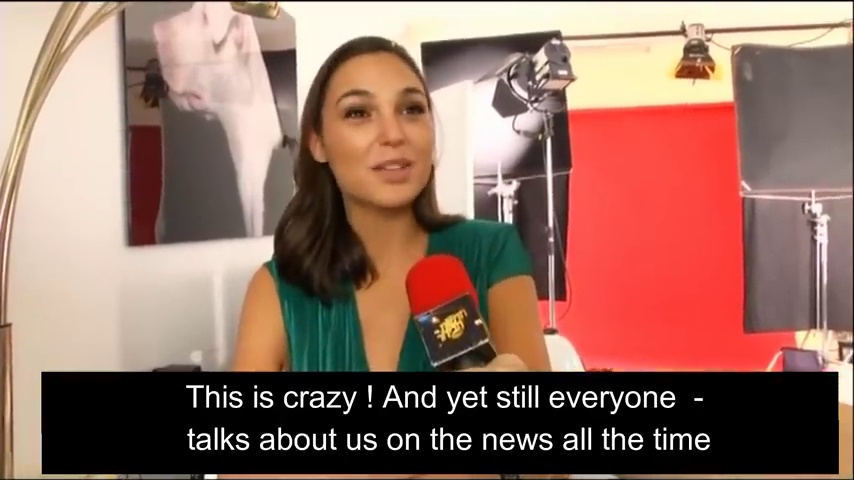 This is crazy ! And yet still everyone -
talks about us on the news all the time